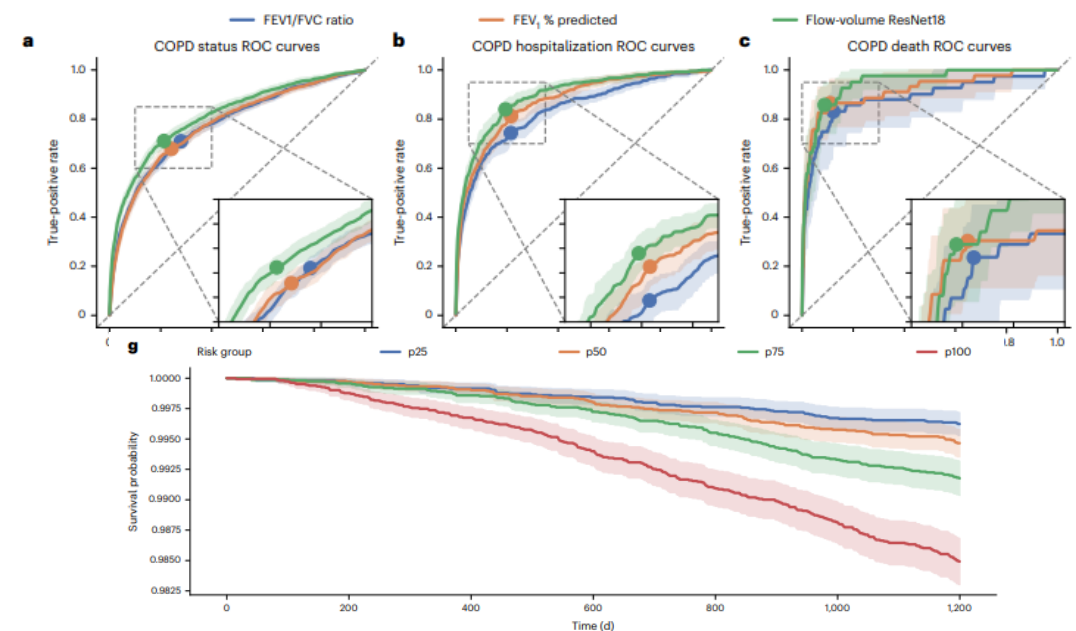 FEV1/FVC ratio FEV1 % predicted Flow-volume ResNet18
a b c
COPD status ROC curves COPD hospitalization ROC curves COPD death ROC curves
1.0 1.0 1.0
0.8 0.8 0.8
0.6 0.6 0.6
0.4 0.4 0.4
0.2 0.2 0.2
0 0 0
True-positive rate True-positive rate True-positive rate
1.0
g Risk group p25 p50 p75 p100
1.0000
0.9975
0.9950
0.9925
0.9900
0.9875
0.9850
0.9825
Survival probability
0 200 400 600 800 1,000 1,200
Time (d)